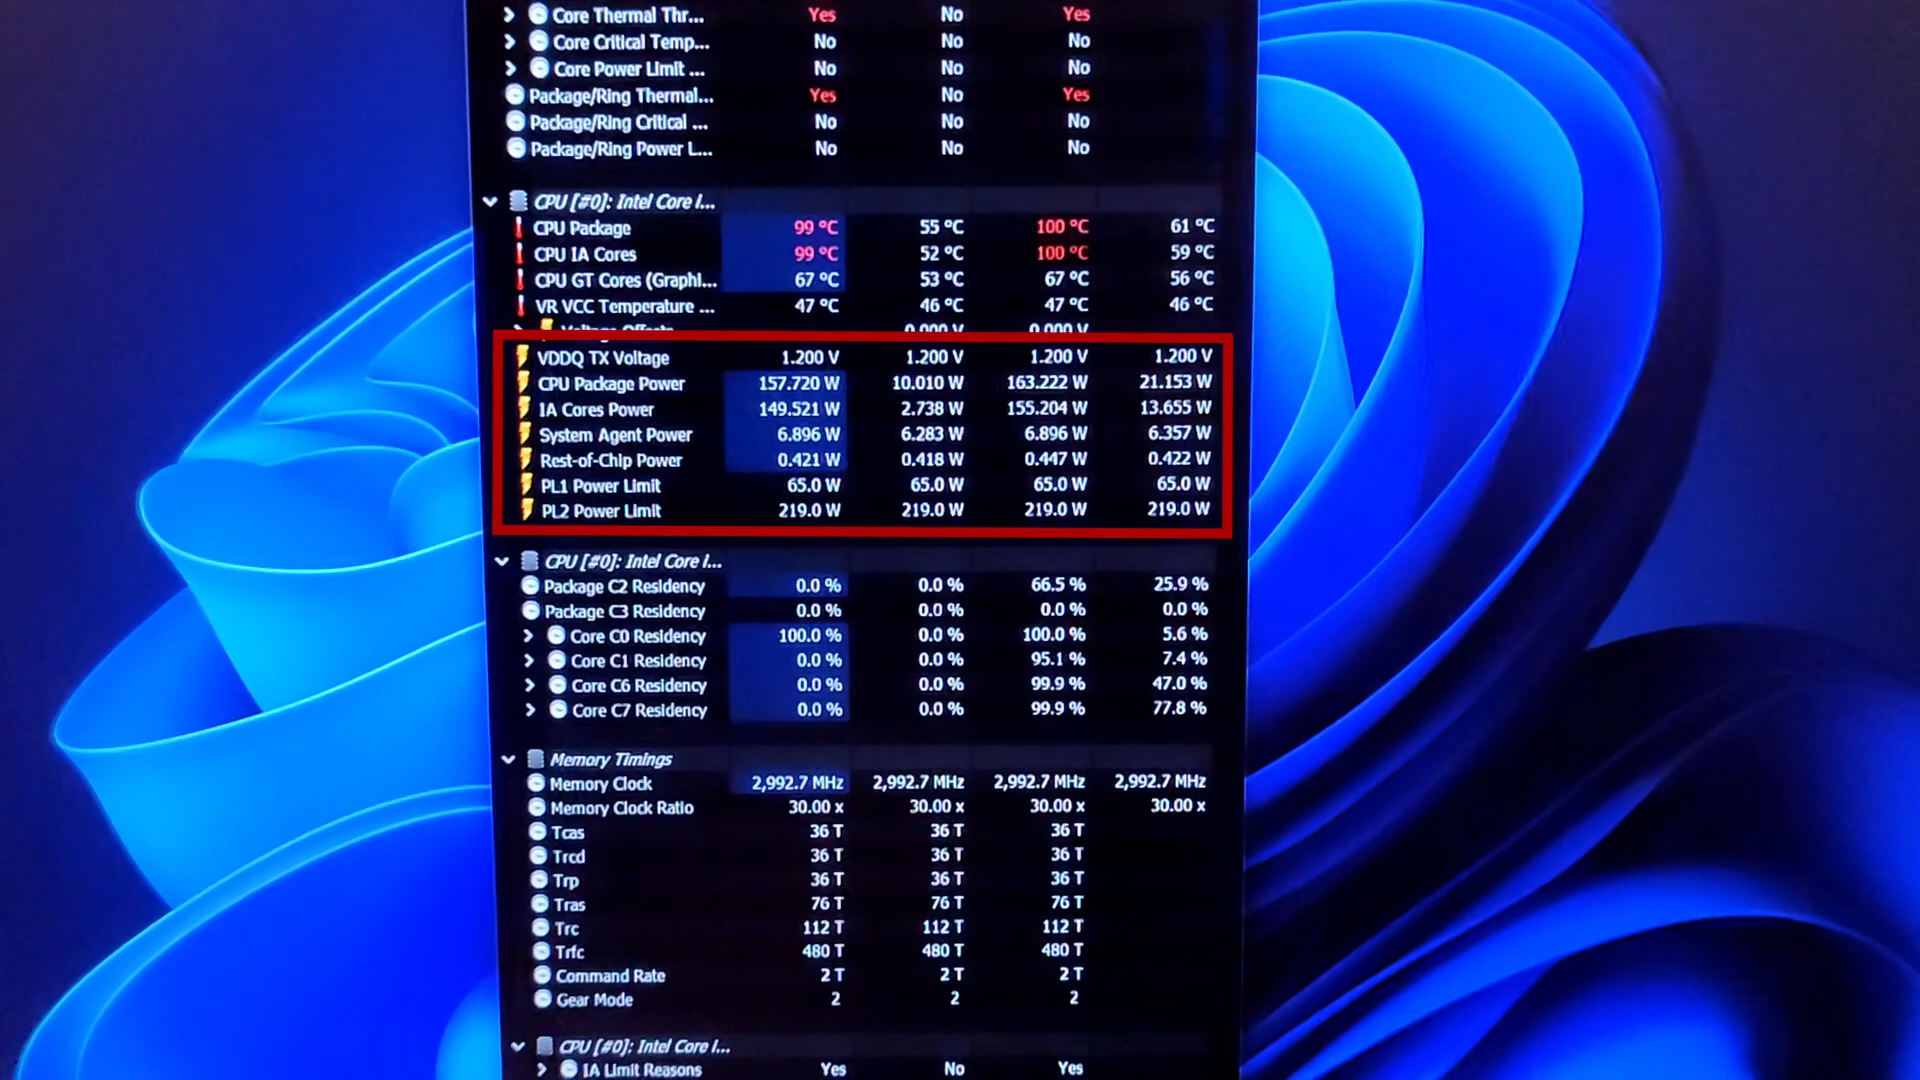 Core Thermal Thr... Yes No Yes
Core Critical Temp... No No No
Core Power Limit ... No No No
Package/Ring Thermal... Yes No Yes
Package/Ring Critical ... No No No
Package/Ring Power L... No No No
CPU [#0]: Intel Core i...
CPU Package 99 °C 55 °C 100 °C 61 °C
CPU IA Cores 99 °C 52 °C 100 °C 59 °C
CPU GT Cores (Graphi... 67 °C 53 °C 67 °C 56 °C
VR VCC Temperature ... 47 °C 46 °C 47 °C 46 °C
Voltage Offsets 0.000 V 0.000 V
VDDQ TX Voltage 1.200 V 1.200 V 1.200 V 1.200 V
CPU Package Power 157.720 W 10.010 W 163.222 W 21.153 W
IA Cores Power 149.521 W 2.738 W 155.204 W 13.655 W
System Agent Power 6.896 W 6.283 W 6.896 W 6.357 W
Rest-of-Chip Power 0.421 W 0.418 W 0.447 W 0.422 W
PL1 Power Limit 65.0 W 65.0 W 65.0 W 65.0 W
PL2 Power Limit 219.0 W 219.0 W 219.0 W 219.0 W
CPU [#0]: Intel Core i...
Package C2 Residency 0.0 % 0.0 % 66.5 % 25.9 %
Package C3 Residency 0.0 % 0.0 % 0.0 % 0.0 %
Core C0 Residency 100.0 % 0.0 % 100.0 % 5.6 %
Core C1 Residency 0.0 % 0.0 % 95.1 % 7.4 %
Core C6 Residency 0.0 % 0.0 % 99.9 % 47.0 %
Core C7 Residency 0.0 % 0.0 % 99.9 % 77.8 %
Memory Timings
Memory Clock 2,992.7 MHz 2,992.7 MHz 2,992.7 MHz 2,992.7 MHz
Memory Clock Ratio 30.00 x 30.00 x 30.00 x 30.00 x
Tcas 36 T 36 T 36 T
Trcd 36 T 36 T 36 T
Trp 36 T 36 T 36 T
Tras 76 T 76 T 76 T
Trc 112 T 112 T 112 T
Trfc 480 T 480 T 480 T
Command Rate 2 T 2 T 2 T
Gear Mode 2 2 2
CPU [#0]: Intel Core i...
IA Limit Reasons Yes No Yes